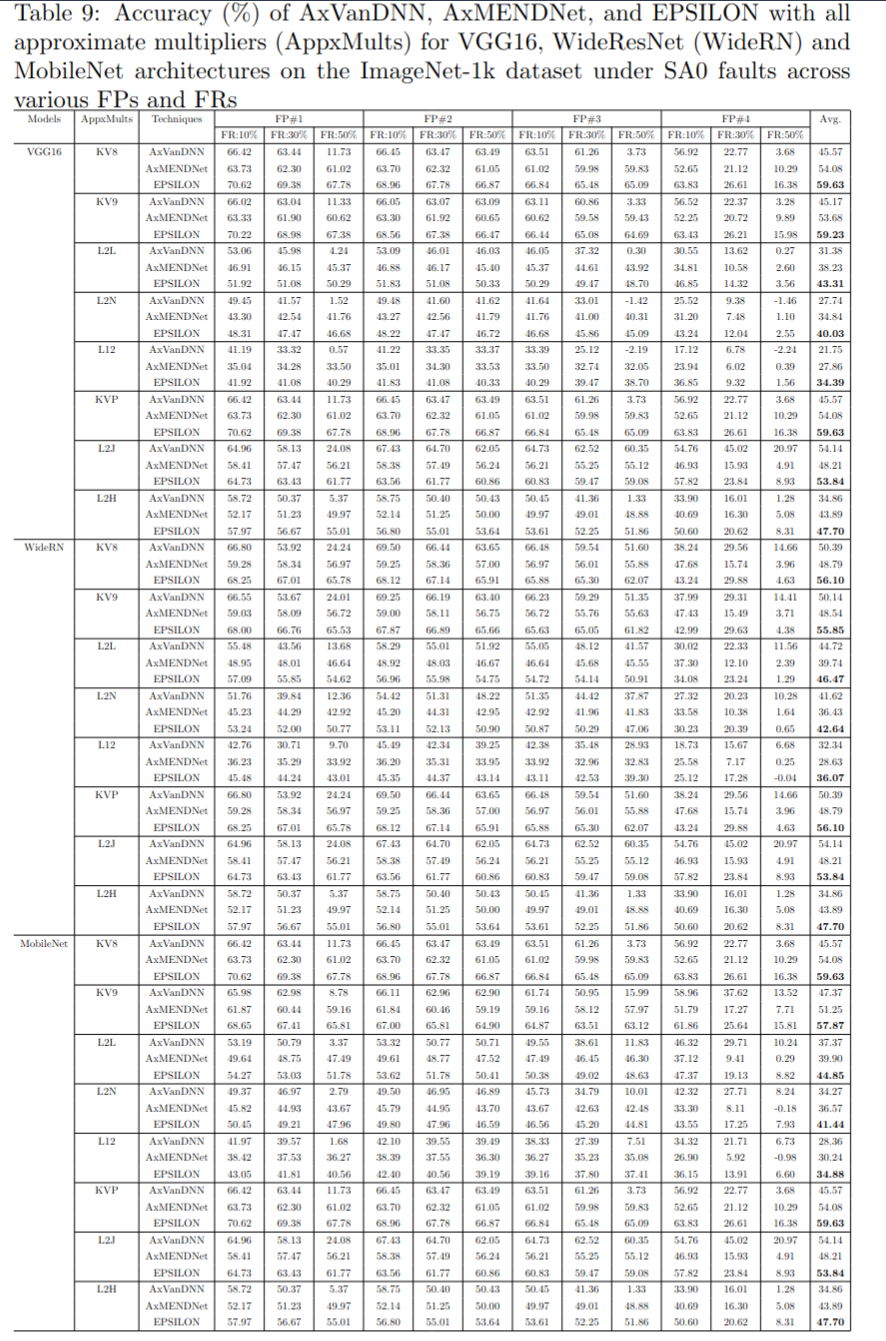 Table 9: Accuracy (%) of AxVanDNN, AxMENDNet, and EPSILON with all
approximate multipliers (AppxMults) for VGG16, WideResNet (WideRN) and
MobileNet architectures on the ImageNet-1k dataset under SA0 faults across
various FPs and FRs
Models AppxMults Techniques FP#1 FP#2 FP#3 FP#4 Avg.
FR:10% FR:30% FR:50% FR:10% FR:30% FR:50% FR:10% FR:30% FR:50% FR:10% FR:30% FR:50%
VGG16 KV8 AxVanDNN 66.42 63.44 11.73 66.45 63.47 63.49 63.51 61.26 3.73 56.92 22.77 3.68 45.57
AxMENDNet 63.73 62.30 61.02 63.70 62.32 61.05 61.02 59.98 59.83 52.65 21.12 10.29 54.08
EPSILON 70.62 69.38 67.78 68.96 67.78 66.87 66.84 65.48 65.09 63.83 26.61 16.38 59.63
KV9 AxVanDNN 66.02 63.04 11.33 66.05 63.07 63.09 63.11 60.86 3.33 56.52 22.37 3.28 45.17
AxMENDNet 63.33 61.90 60.62 63.30 61.92 60.65 60.62 59.58 59.43 52.25 20.72 9.89 53.68
EPSILON 70.22 68.98 67.38 68.56 67.38 66.47 66.44 65.08 64.69 63.43 26.21 15.98 59.23
L2L AxVanDNN 53.06 45.98 4.24 53.09 46.01 46.03 46.05 37.32 0.30 30.55 13.62 0.27 31.38
AxMENDNet 46.91 46.15 45.37 46.88 46.17 45.40 45.37 44.61 43.92 34.81 10.58 2.60 38.23
EPSILON 51.92 51.08 50.29 51.83 51.08 50.33 50.29 49.47 48.70 46.85 14.32 3.56 43.31
L2N AxVanDNN 49.45 41.57 1.52 49.48 41.60 41.62 41.64 33.01 -1.42 25.52 9.38 -1.46 27.74
AxMENDNet 43.30 42.54 41.76 43.27 42.56 41.79 41.76 41.00 40.31 31.20 7.48 1.10 34.84
EPSILON 48.31 47.47 46.68 48.22 47.47 46.72 46.68 45.86 45.09 43.24 12.04 2.55 40.03
L12 AxVanDNN 41.19 33.32 0.57 41.22 33.35 33.37 33.39 25.12 -2.19 17.12 6.78 -2.24 21.75
AxMENDNet 35.04 34.28 33.50 35.01 34.30 33.53 33.50 32.74 32.05 23.94 6.02 0.39 27.86
EPSILON 41.92 41.08 40.29 41.83 41.08 40.33 40.29 39.47 38.70 36.85 9.32 1.56 34.39
KVP AxVanDNN 66.42 63.44 11.73 66.45 63.47 63.49 63.51 61.26 3.73 56.92 22.77 3.68 45.57
AxMENDNet 63.73 62.30 61.02 63.70 62.32 61.05 61.02 59.98 59.83 52.65 21.12 10.29 54.08
EPSILON 70.62 69.38 67.78 68.96 67.78 66.87 66.84 65.48 65.09 63.83 26.61 16.38 59.63
L2J AxVanDNN 64.96 58.13 24.08 67.43 64.70 62.05 64.73 62.52 60.35 54.76 45.02 20.97 54.14
AxMENDNet 58.41 57.47 56.21 58.38 57.49 56.24 56.21 55.25 55.12 46.93 15.93 4.91 48.21
EPSILON 64.73 63.43 61.77 63.56 61.77 60.86 60.83 59.47 59.08 57.82 23.84 8.93 53.84
L2H AxVanDNN 58.72 50.37 5.37 58.75 50.40 50.43 50.45 41.36 1.33 33.90 16.01 1.28 34.86
AxMENDNet 52.17 51.23 49.97 52.14 51.25 50.00 49.97 49.01 48.88 40.69 16.30 5.08 43.89
EPSILON 57.97 56.67 55.01 56.80 55.01 53.64 53.61 52.25 51.86 50.60 20.62 8.31 47.70
WideRN KV8 AxVanDNN 66.80 53.92 24.24 69.50 66.44 63.65 66.48 59.54 51.60 38.24 29.56 14.66 50.39
AxMENDNet 59.28 58.34 56.97 59.25 58.36 57.00 56.97 56.01 55.88 47.68 15.74 3.96 48.79
EPSILON 68.25 67.01 65.78 68.12 67.14 65.91 65.88 65.30 62.07 43.24 29.88 4.63 56.10
KV9 AxVanDNN 66.55 53.67 24.01 69.25 66.19 63.40 66.23 59.29 51.35 37.99 29.31 14.41 50.14
AxMENDNet 59.03 58.09 56.72 59.00 58.11 56.75 56.72 55.76 55.63 47.43 15.49 3.71 48.54
EPSILON 68.00 66.76 65.53 67.87 66.89 65.66 65.63 65.05 61.82 42.99 29.63 4.38 55.85
L2L AxVanDNN 55.48 43.56 13.68 58.29 55.01 51.92 55.05 48.12 41.57 30.02 22.33 11.56 44.72
AxMENDNet 48.95 48.01 46.64 48.92 48.03 46.67 46.64 45.68 45.55 37.30 12.10 2.39 39.74
EPSILON 57.09 55.85 54.62 56.96 55.98 54.75 54.72 54.14 50.91 34.08 23.24 1.29 46.47
L2N AxVanDNN 51.76 39.84 12.36 54.42 51.31 48.22 51.35 44.42 37.87 27.32 20.23 10.28 41.62
AxMENDNet 45.23 44.29 42.92 45.20 44.31 42.95 42.92 41.96 41.83 33.58 10.38 1.64 36.43
EPSILON 53.24 52.00 50.77 53.11 52.13 50.90 50.87 50.29 47.06 30.23 20.39 0.65 42.64
L12 AxVanDNN 42.76 30.71 9.70 45.49 42.34 39.25 42.38 35.48 28.93 18.73 15.67 6.68 32.34
AxMENDNet 36.23 35.29 33.92 36.20 35.31 33.95 33.92 32.96 32.83 25.58 7.17 0.25 28.63
EPSILON 45.48 44.24 43.01 45.35 44.37 43.14 43.11 42.53 39.30 25.12 17.28 -0.04 36.07
KVP AxVanDNN 66.80 53.92 24.24 69.50 66.44 63.65 66.48 59.54 51.60 38.24 29.56 14.66 50.39
AxMENDNet 59.28 58.34 56.97 59.25 58.36 57.00 56.97 56.01 55.88 47.68 15.74 3.96 48.79
EPSILON 68.25 67.01 65.78 68.12 67.14 65.91 65.88 65.30 62.07 43.24 29.88 4.63 56.10
L2J AxVanDNN 64.96 58.13 24.08 67.43 64.70 62.05 64.73 62.52 60.35 54.76 45.02 20.97 54.14
AxMENDNet 58.41 57.47 56.21 58.38 57.49 56.24 56.21 55.25 55.12 46.93 15.93 4.91 48.21
EPSILON 64.73 63.43 61.77 63.56 61.77 60.86 60.83 59.47 59.08 57.82 23.84 8.93 53.84
L2H AxVanDNN 58.72 50.37 5.37 58.75 50.40 50.43 50.45 41.36 1.33 33.90 16.01 1.28 34.86
AxMENDNet 52.17 51.23 49.97 52.14 51.25 50.00 49.97 49.01 48.88 40.69 16.30 5.08 43.89
EPSILON 57.97 56.67 55.01 56.80 55.01 53.64 53.61 52.25 51.86 50.60 20.62 8.31 47.70
MobileNet KV8 AxVanDNN 66.42 63.44 11.73 66.45 63.47 63.49 63.51 61.26 3.73 56.92 22.77 3.68 45.57
AxMENDNet 63.73 62.30 61.02 63.70 62.32 61.05 61.02 59.98 59.83 52.65 21.12 10.29 54.08
EPSILON 70.62 69.38 67.78 68.96 67.78 66.87 66.84 65.48 65.09 63.83 26.61 16.38 59.63
KV9 AxVanDNN 65.98 62.98 8.78 66.11 62.96 62.90 61.74 50.95 15.99 58.96 37.62 13.52 47.37
AxMENDNet 61.87 60.44 59.16 61.84 60.46 59.19 59.16 58.12 57.97 51.79 17.27 7.71 51.25
EPSILON 68.65 67.41 65.81 67.00 65.81 64.90 64.87 63.51 63.12 61.86 25.64 15.81 57.87
L2L AxVanDNN 53.19 50.79 3.37 53.32 50.77 50.71 49.55 38.61 11.83 46.32 29.71 10.24 37.37
AxMENDNet 49.64 48.75 47.49 49.61 48.77 47.52 47.49 46.45 46.30 37.12 9.41 0.29 39.90
EPSILON 54.27 53.03 51.78 53.62 51.78 50.41 50.38 49.02 48.63 47.37 19.13 8.82 44.85
L2N AxVanDNN 49.37 46.97 2.79 49.50 46.95 46.89 45.73 34.79 10.01 42.32 27.71 8.24 34.27
AxMENDNet 45.82 44.93 43.67 45.79 44.95 43.70 43.67 42.63 42.48 33.30 8.11 -0.18 36.57
EPSILON 50.45 49.21 47.96 49.80 47.96 46.59 46.56 45.20 44.81 43.55 17.25 7.93 41.44
L12 AxVanDNN 41.97 39.57 1.68 42.10 39.55 39.49 38.33 27.39 7.51 34.32 21.71 6.73 28.36
AxMENDNet 38.42 37.53 36.27 38.39 37.55 36.30 36.27 35.23 35.08 26.90 5.92 -0.98 30.24
EPSILON 43.05 41.81 40.56 42.40 40.56 39.19 39.16 37.80 37.41 36.15 13.91 6.60 34.88
KVP AxVanDNN 66.42 63.44 11.73 66.45 63.47 63.49 63.51 61.26 3.73 56.92 22.77 3.68 45.57
AxMENDNet 63.73 62.30 61.02 63.70 62.32 61.05 61.02 59.98 59.83 52.65 21.12 10.29 54.08
EPSILON 70.62 69.38 67.78 68.96 67.78 66.87 66.84 65.48 65.09 63.83 26.61 16.38 59.63
L2J AxVanDNN 64.96 58.13 24.08 67.43 64.70 62.05 64.73 62.52 60.35 54.76 45.02 20.97 54.14
AxMENDNet 58.41 57.47 56.21 58.38 57.49 56.24 56.21 55.25 55.12 46.93 15.93 4.91 48.21
EPSILON 64.73 63.43 61.77 63.56 61.77 60.86 60.83 59.47 59.08 57.82 23.84 8.93 53.84
L2H AxVanDNN 58.72 50.37 5.37 58.75 50.40 50.43 50.45 41.36 1.33 33.90 16.01 1.28 34.86
AxMENDNet 52.17 51.23 49.97 52.14 51.25 50.00 49.97 49.01 48.88 40.69 16.30 5.08 43.89
EPSILON 57.97 56.67 55.01 56.80 55.01 53.64 53.61 52.25 51.86 50.60 20.62 8.31 47.70